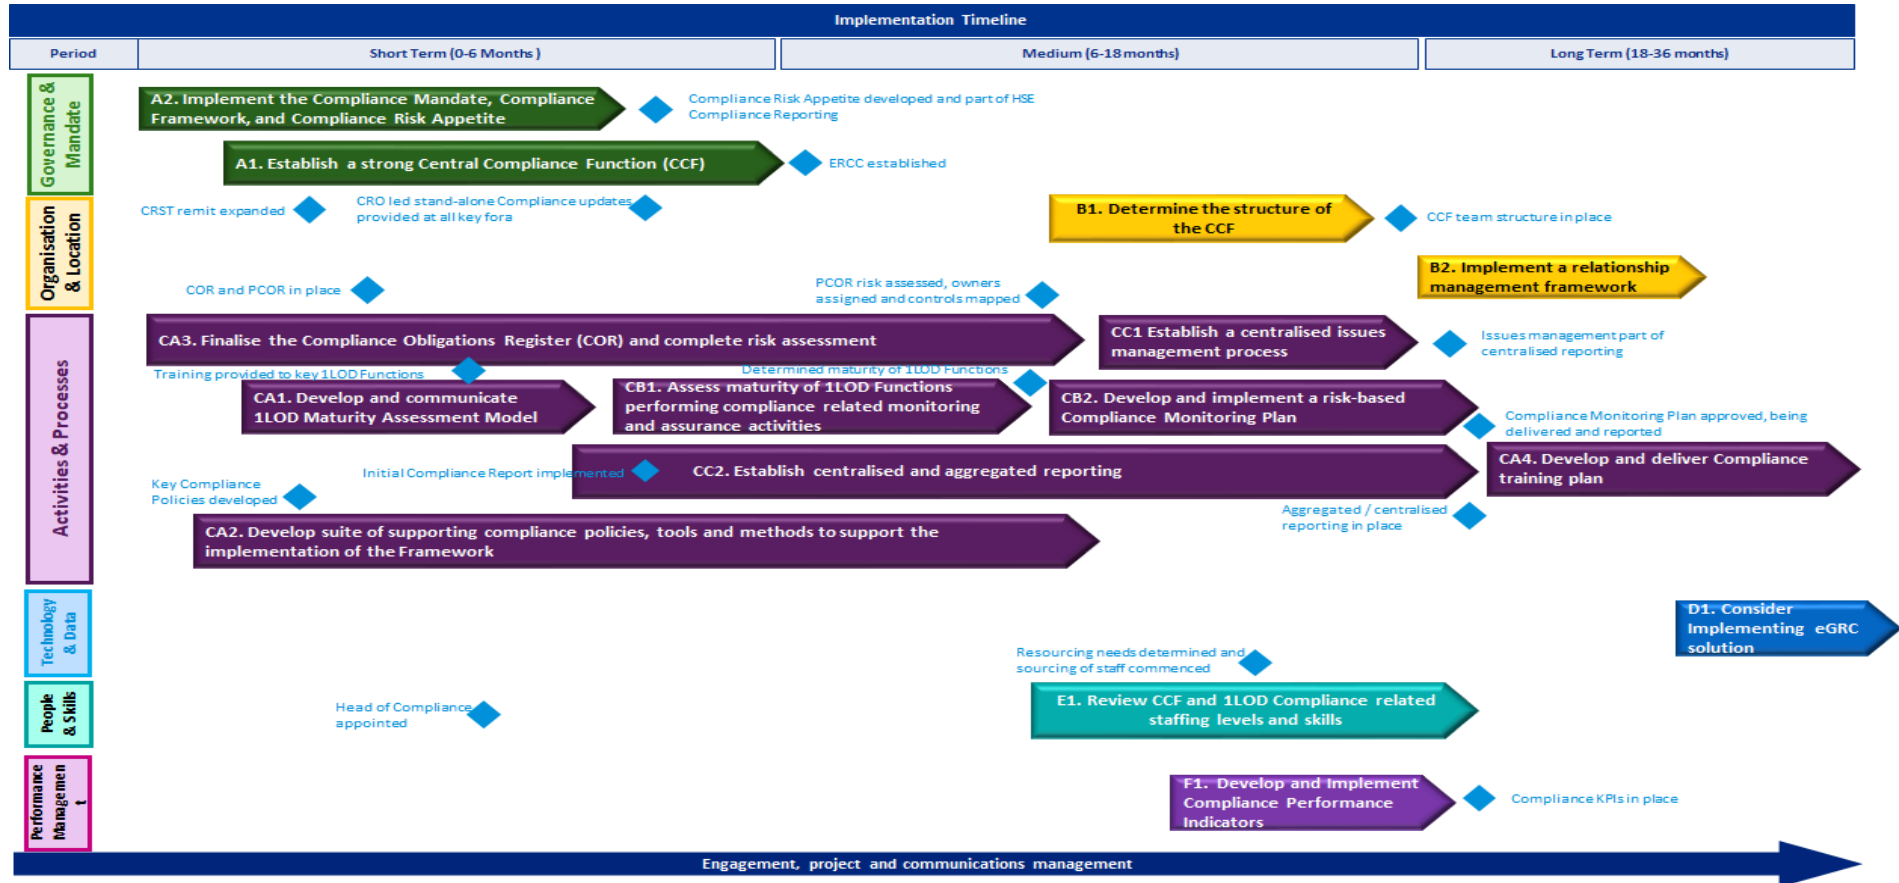 Implementation Timeline
Period
Short Term (0-6 Months )
Medium (6-18 months)
Long Term (18-36 months)
Governance &
Mandate
A2. Implement the Compliance Mandate, Compliance
Framework, and Compliance Risk Appetite
Compliance Risk Appetite developed and part of HSE
Compliance Reporting
A1. Establish a strong Central Compliance Function (CCF)
ERCC established
Organisation
& Location
CRST remit expanded
CRO led stand-alone Compliance updates
provided at all key fora
B1. Determine the structure of
the CCF
CCF team structure in place
B2. Implement a relationship
management framework
COR and PCOR in place
PCOR risk assessed, owners
assigned and controls mapped
Activities & Processes
CA3. Finalise the Compliance Obligations Register (COR) and complete risk assessment
CC1 Establish a centralised issues
management process
Issues management part of
centralised reporting
Training provided to key 1LOD Functions
Determined maturity of 1LOD Functions
CA1. Develop and communicate
1LOD Maturity Assessment Model
CB1. Assess maturity of 1LOD Functions
performing compliance related monitoring
and assurance activities
CB2. Develop and implement a risk-based
Compliance Monitoring Plan
Compliance Monitoring Plan approved, being
delivered and reported
Initial Compliance Report implemented
CC2. Establish centralised and aggregated reporting
CA4. Develop and deliver Compliance
training plan
Key Compliance
Policies developed
Aggregated / centralised
reporting in place
CA2. Develop suite of supporting compliance policies, tools and methods to support the
implementation of the Framework
Technology
& Data
D1. Consider
Implementing eGRC
solution
Resourcing needs determined and
sourcing of staff commenced
People
& Skills
Head of Compliance
appointed
E1. Review CCF and 1LOD Compliance related
staffing levels and skills
Performance
Managemen
t
F1. Develop and Implement
Compliance Performance
Indicators
Compliance KPIs in place
Engagement, project and communications management